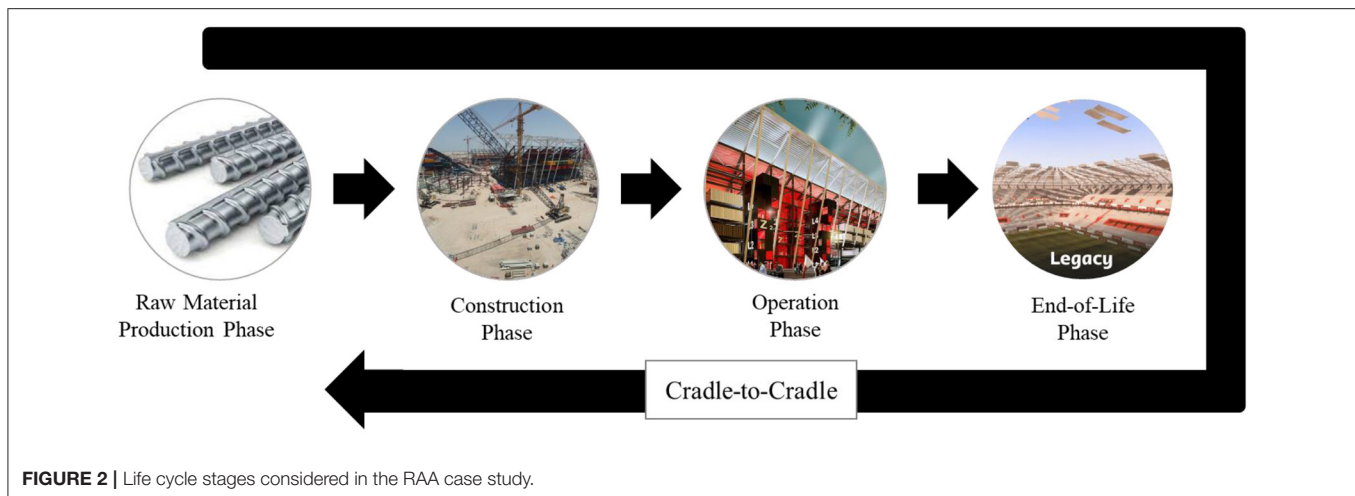 Raw Material
Production Phase
Construction
Phase
Operation
Phase
Legacy
End-of-Life
Phase
Cradle-to-Cradle
FIGURE 2 | Life cycle stages considered in the RAA case study.